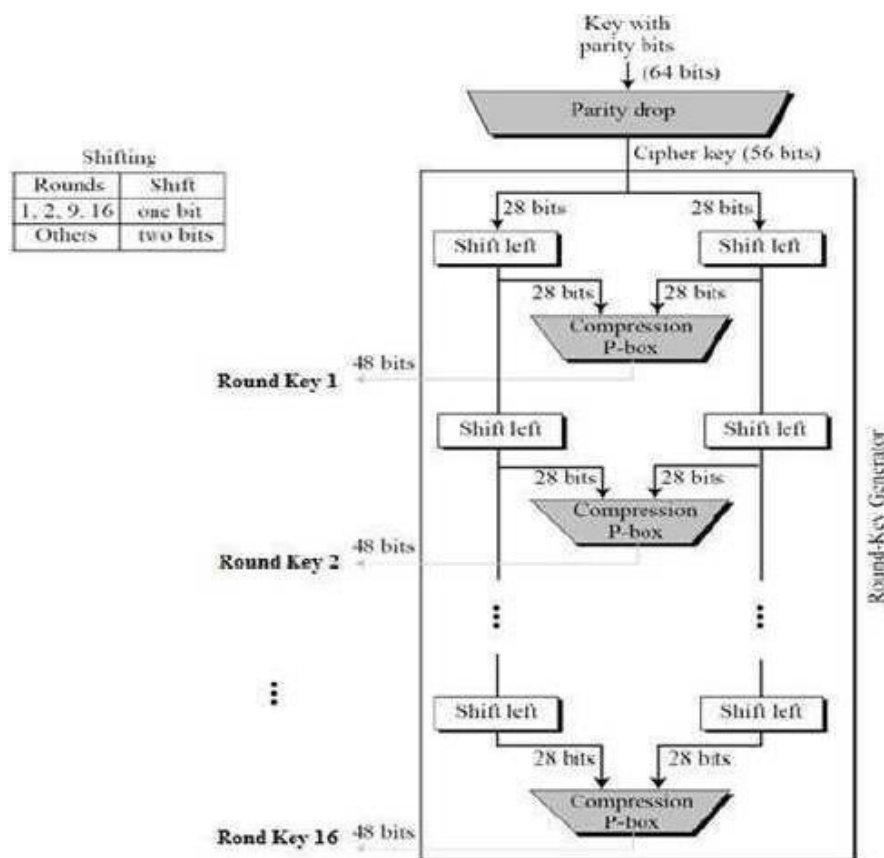 Key with
parity bits
(64 bits)
Parity drop
Cipher key (56 bits)
Shifting
Rounds Shift
1, 2, 9, 16 one bit
Others two bits
28 bits 28 bits
Shift left Shift left
28 bits 28 bits
Compression
P-box
48 bits
Round Key 1
Shift left Shift left
28 bits 28 bits
Compression
P-box
48 bits
Round Key 2
Round-Key Generator
Shift left Shift left
28 bits 28 bits
Compression
P-box
Rond Key 16 48 bits